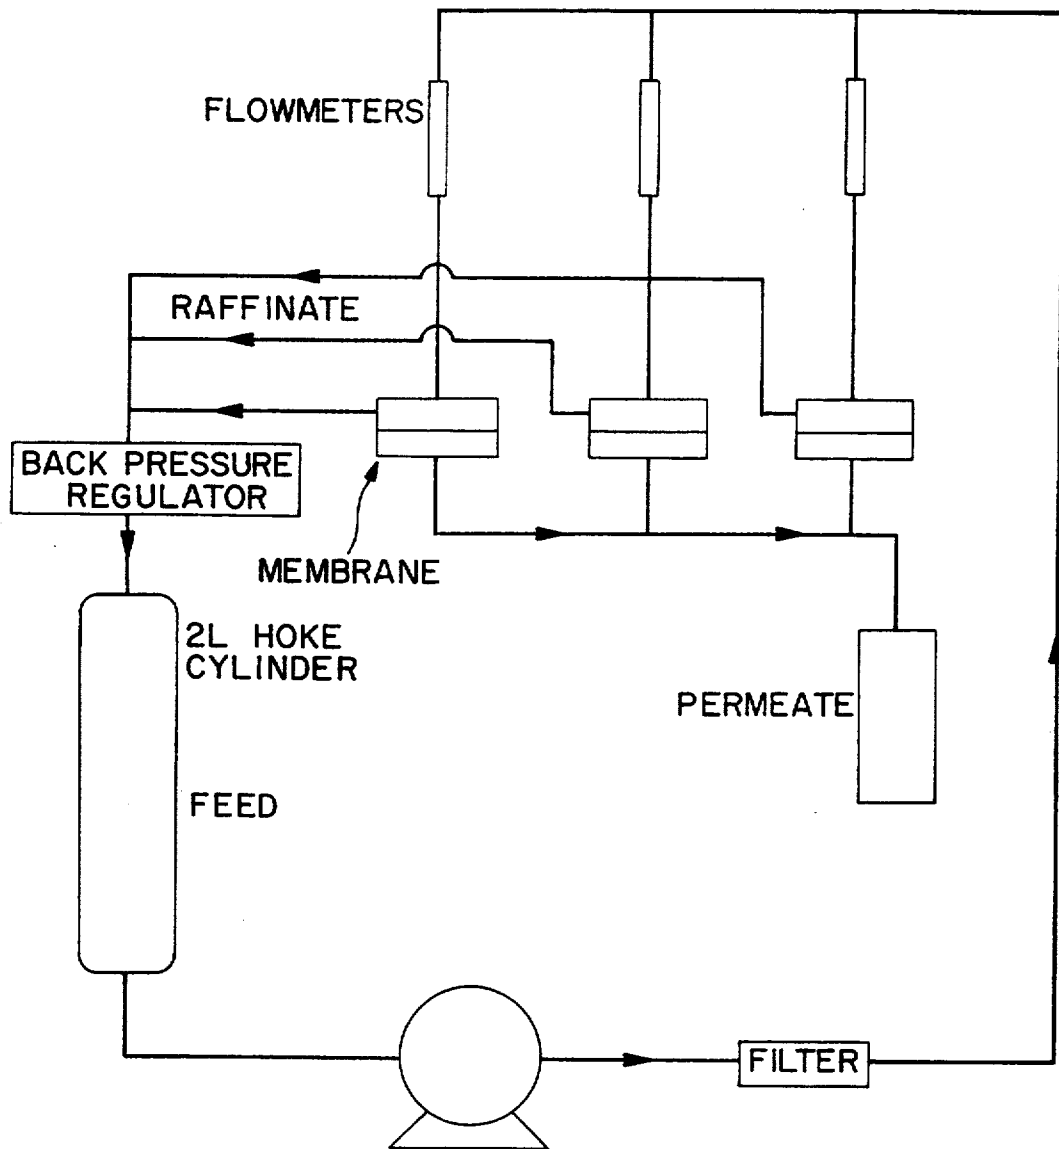 FLOWMETERS
RAFFINATE
BACK PRESSURE
REGULATOR
MEMBRANE
2L HOKE
CYLINDER
PERMEATE
FEED
FILTER